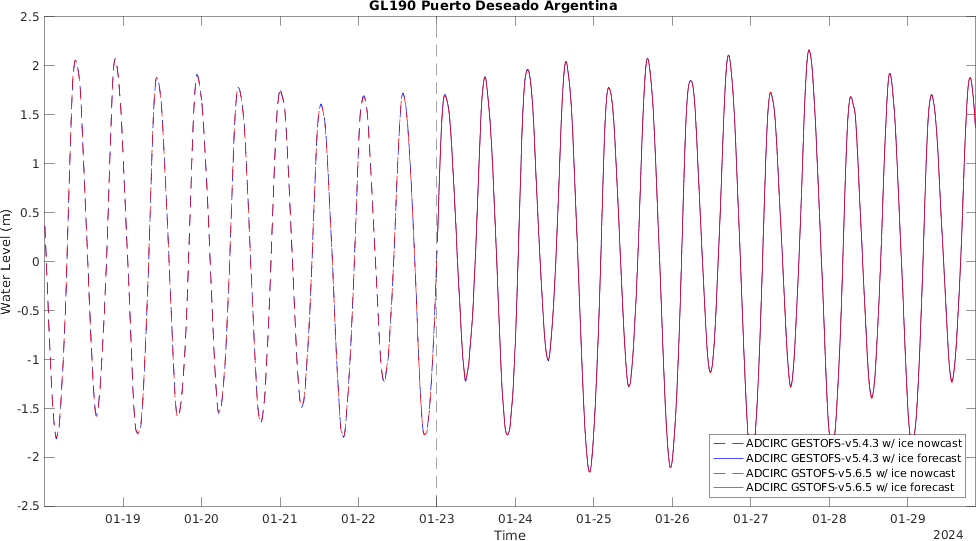 GL190 Puerto Deseado Argentina
Water Level (m)
2.5
2
1.5
1
0.5
0
-0.5
-1
-1.5
-2
-2.5
ADCIRC GESTOFS-v5.4.3 w/ ice nowcast
ADCIRC GESTOFS-v5.4.3 w/ ice forecast
ADCIRC GSTOFS-v5.6.5 w/ ice nowcast
ADCIRC GSTOFS-v5.6.5 w/ ice forecast
01-19 01-20 01-21 01-22 01-23 01-24 01-25 01-26 01-27 01-28 01-29
Time
2024